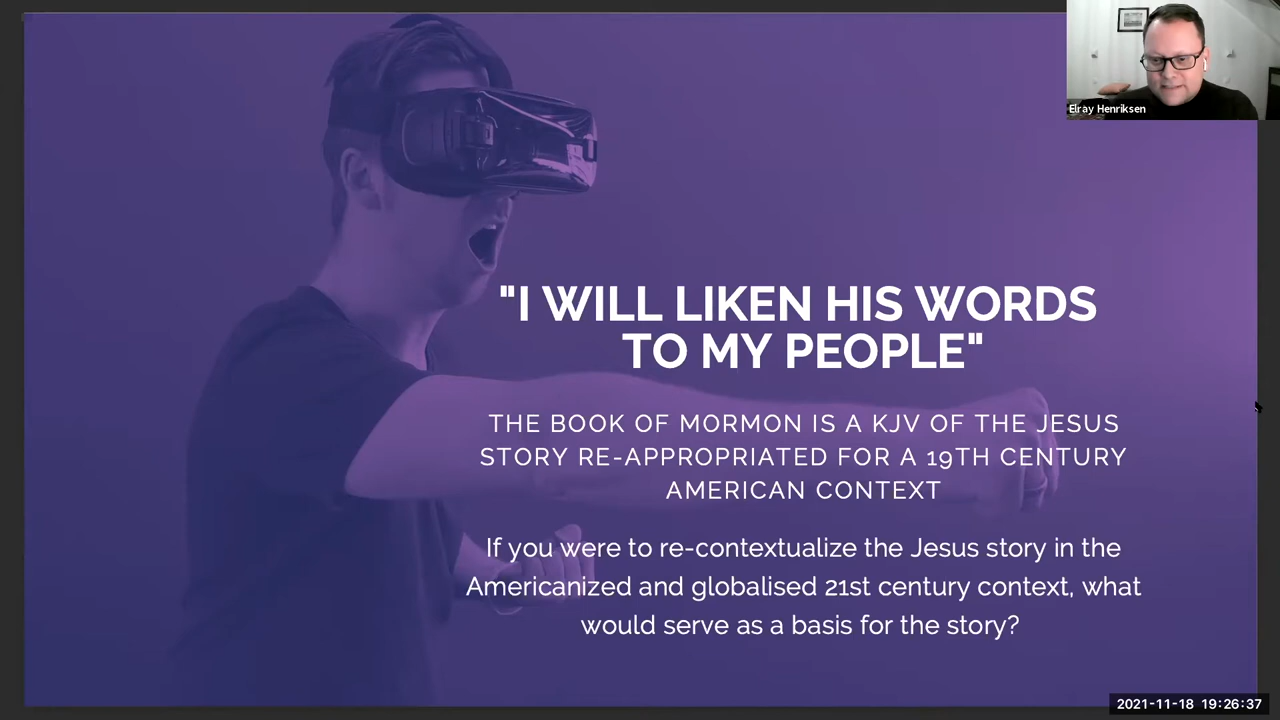 Elray Henriksen
"I WILL LIKEN HIS WORDS
TO MY PEOPLE"
THE BOOK OF MORMON IS A KJV OF THE JESUS
STORY RE-APPROPRIATED FOR A 19TH CENTURY
AMERICAN CONTEXT
If you were to re-contextualize the Jesus story in the
Americanized and globalised 21st century context, what
would serve as a basis for the story?
2021-11-18 19:26:37